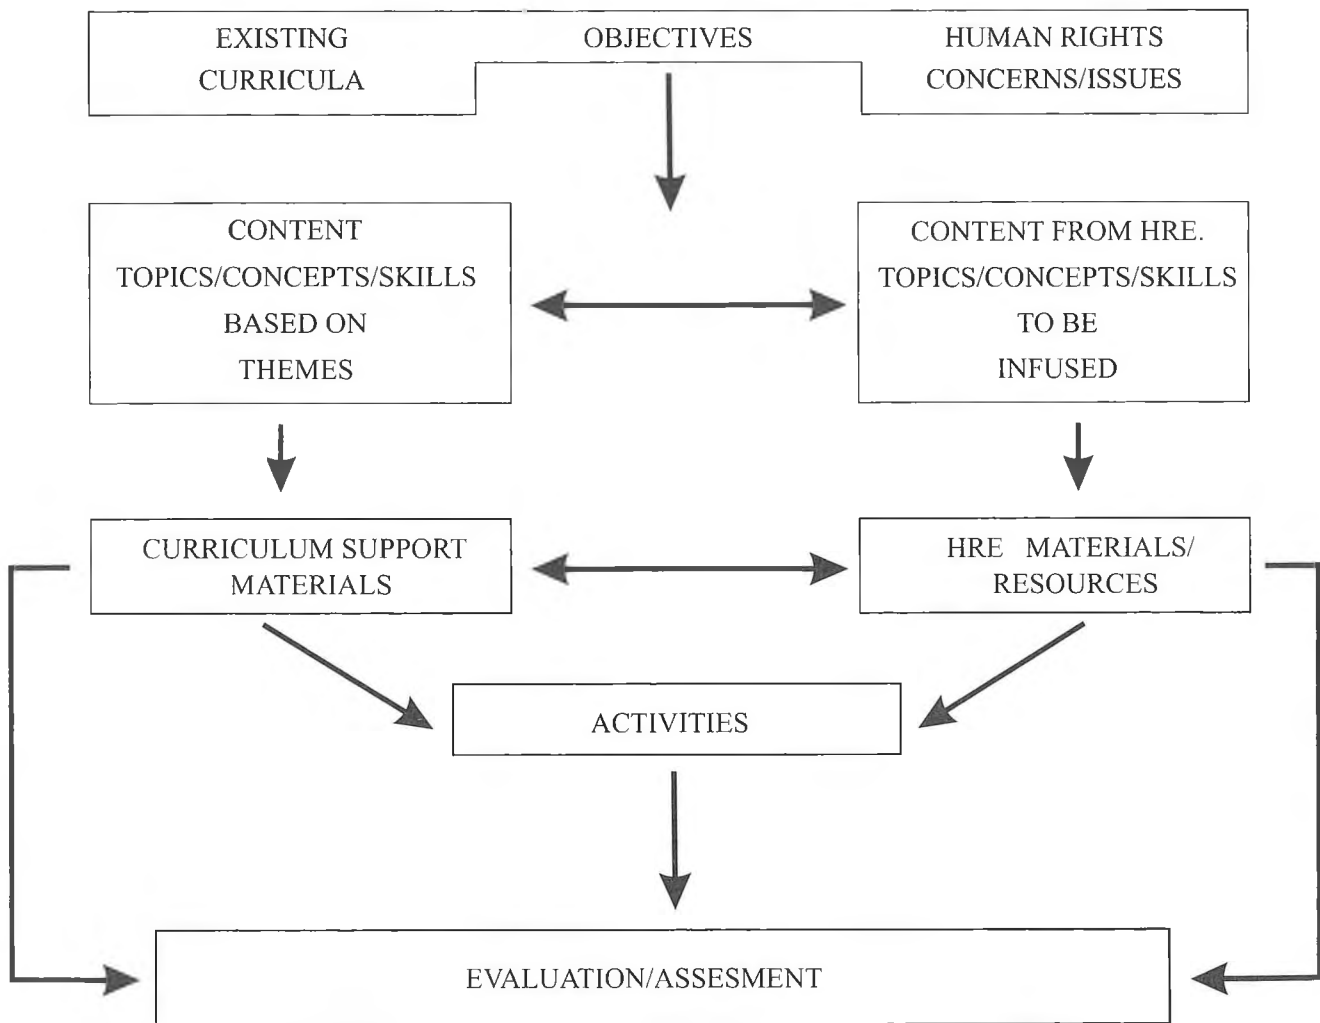 EXISTING
CURRICULA
OBJECTIVES
HUMAN RIGHTS
CONCERNS/ISSUES
CONTENT
TOPICS/CONCEPTS/SKILLS
BASED ON
THEMES
CONTENT FROM HRE.
TOPICS/CONCEPTS/SKILLS
TO BE
INFUSED
CURRICULUM SUPPORT
MATERIALS
HRE MATERIALS/
RESOURCES
ACTIVITIES
EVALUATION/ASSESMENT